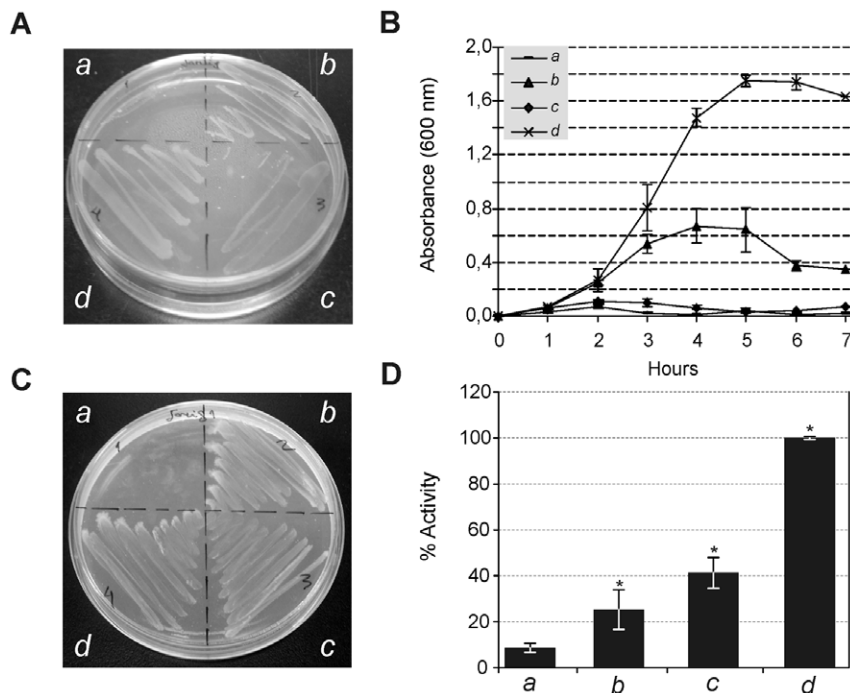 A
a
b
1
2
4
3
d
c
B
Absorbance (600 nm)
2,0
1,6
1,2
0,8
0,4
0,0
a
b
c
d
0 1 2 3 4 5 6 7
Hours
C
a
b
1
2
4
3
d
c
D
% Activity
120
100
80
60
40
20
0
*
*
*
a b c d